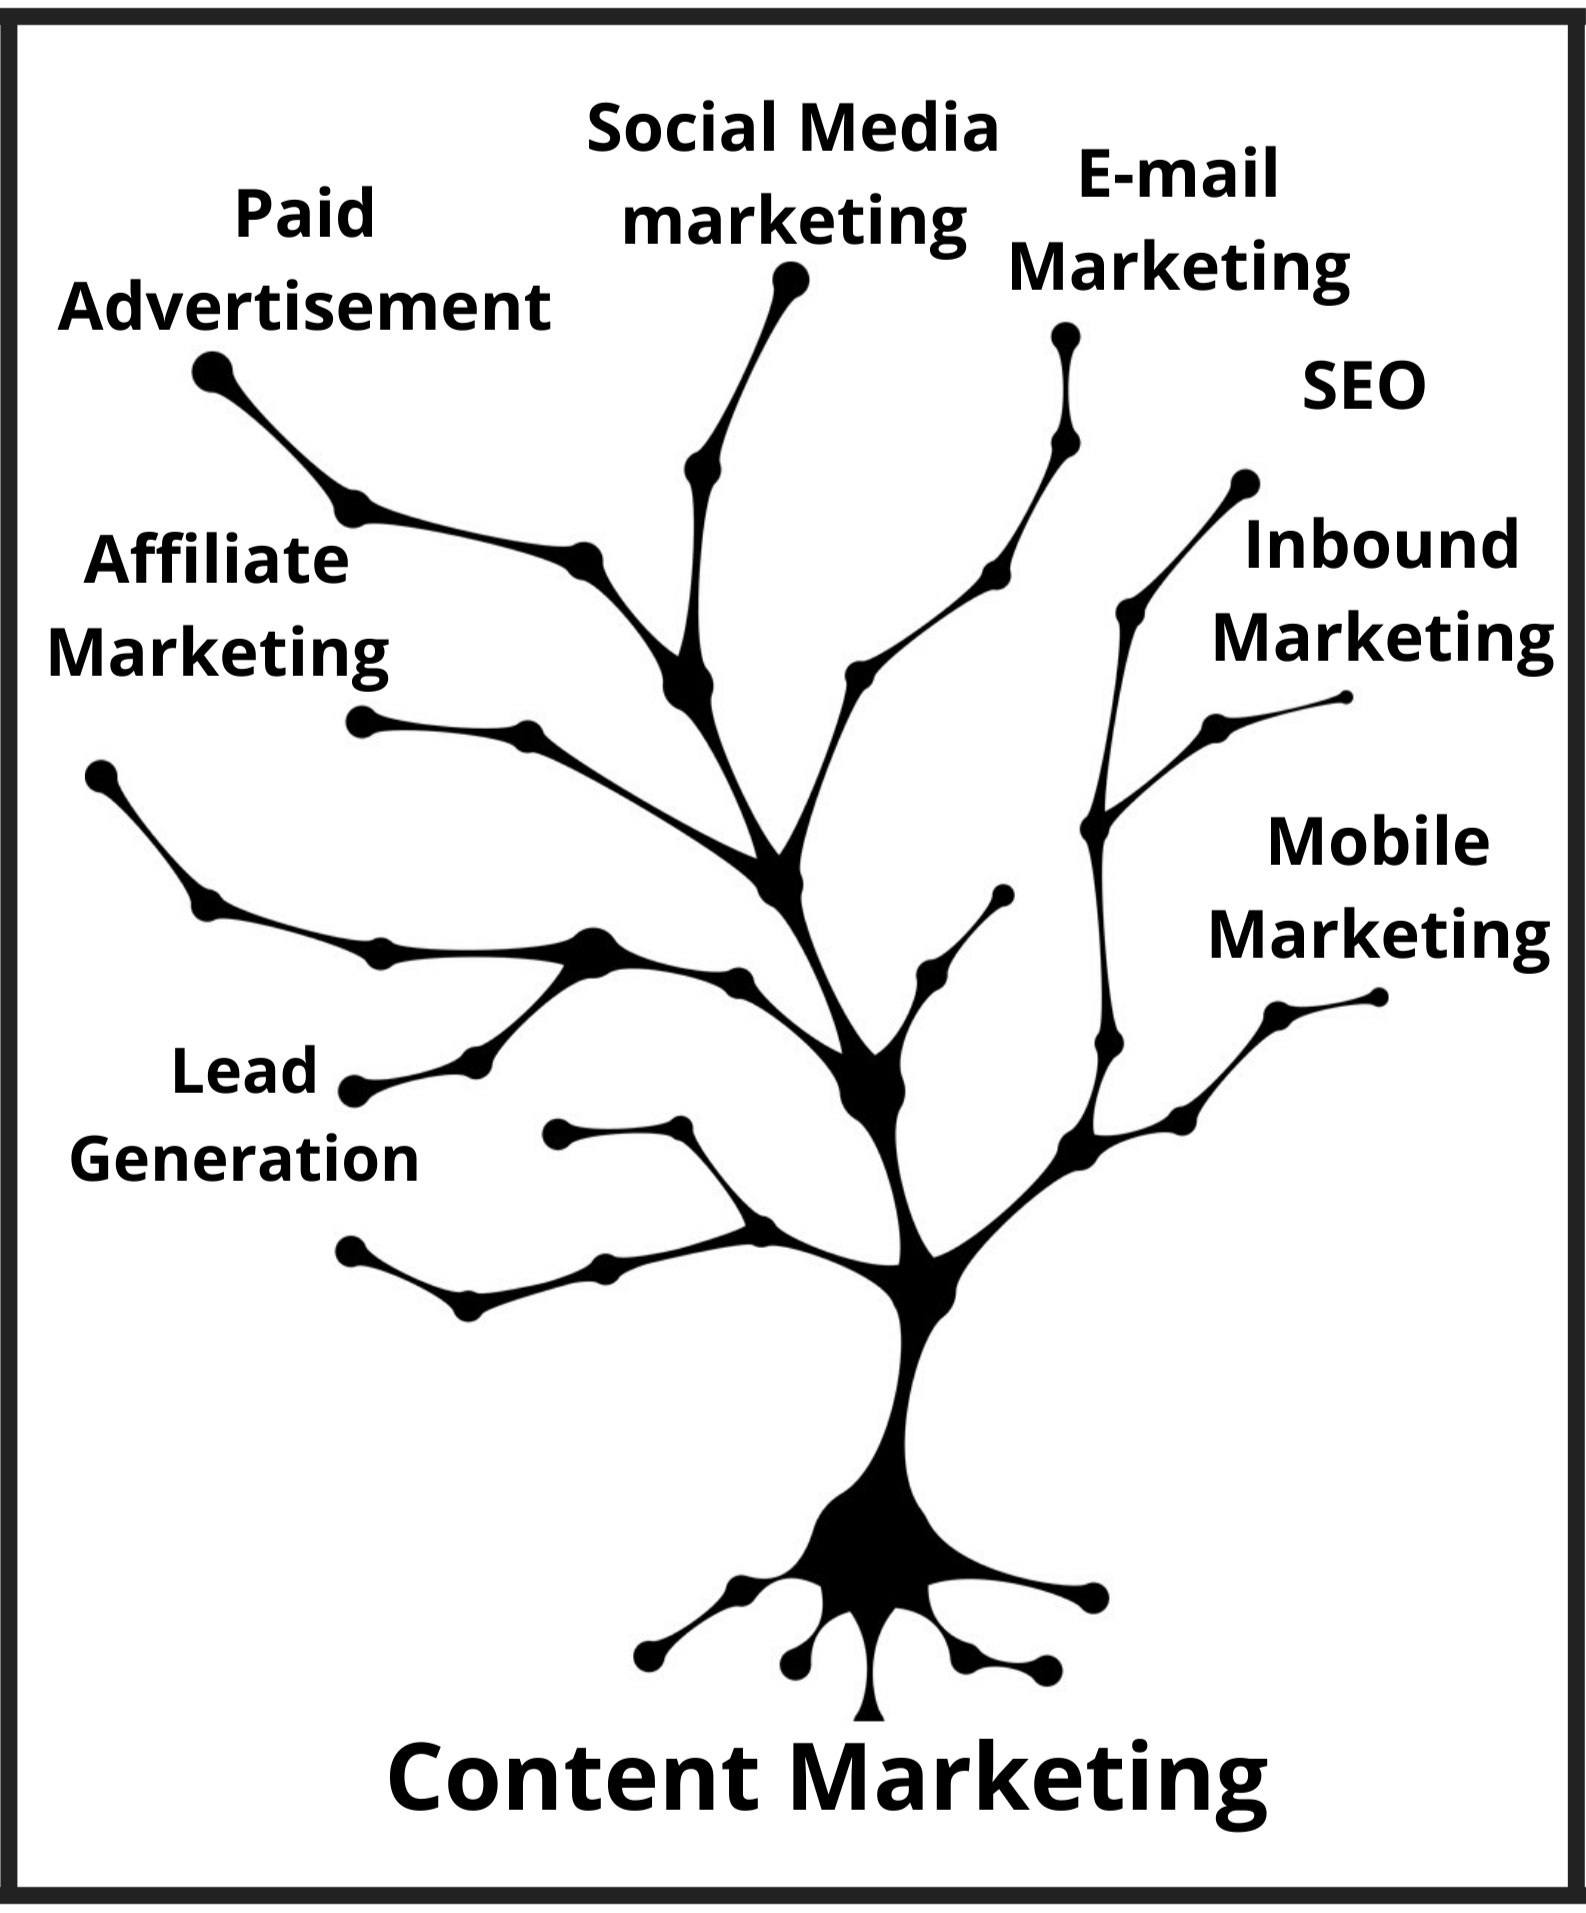 Social Media
marketing
E-mail
Marketing
Paid
Advertisement
SEO
Affiliate
Marketing
Inbound
Marketing
Mobile
Marketing
Lead
Generation
Content Marketing